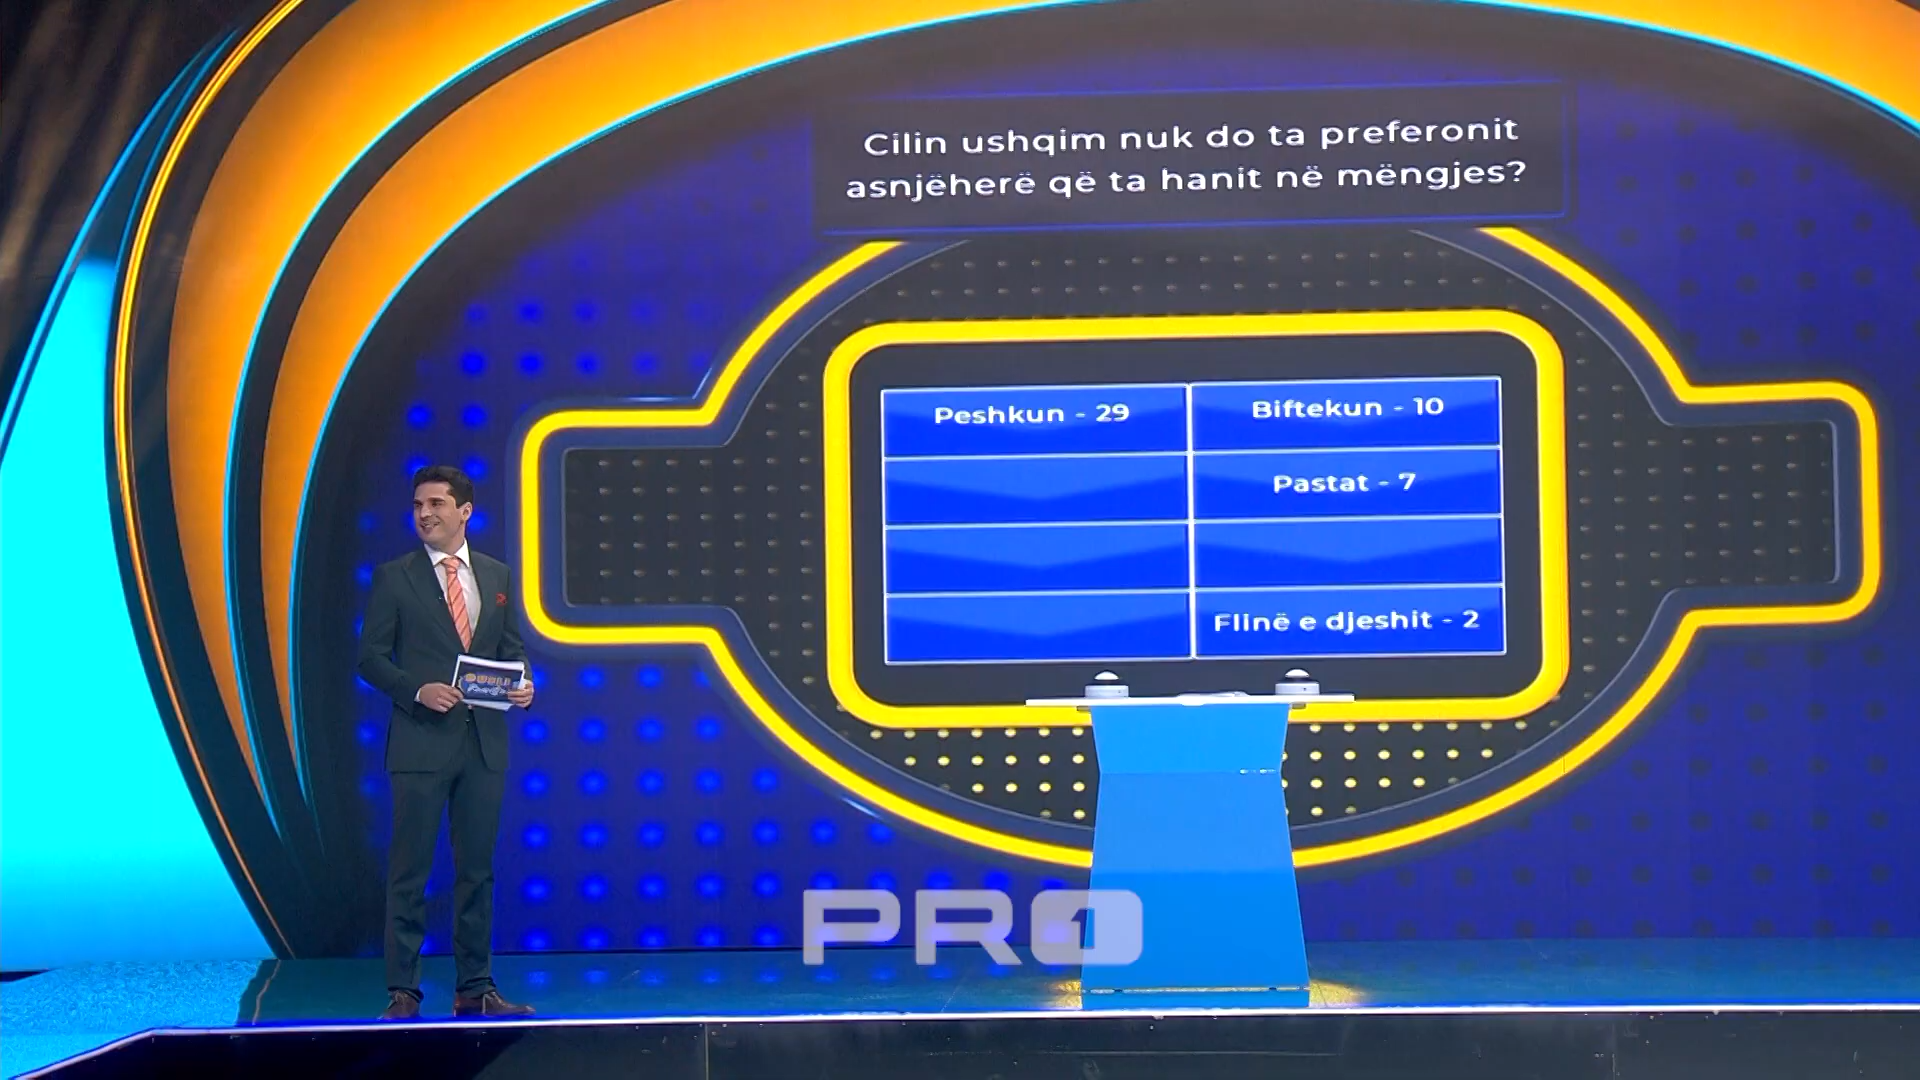 Cilin ushqim nuk do ta preferonit
asnjëherë që ta hanit në mëngjes?
Peshkun - 29
Biftekun - 10
Pastat - 7
Flinë e djeshit - 2
PRO1